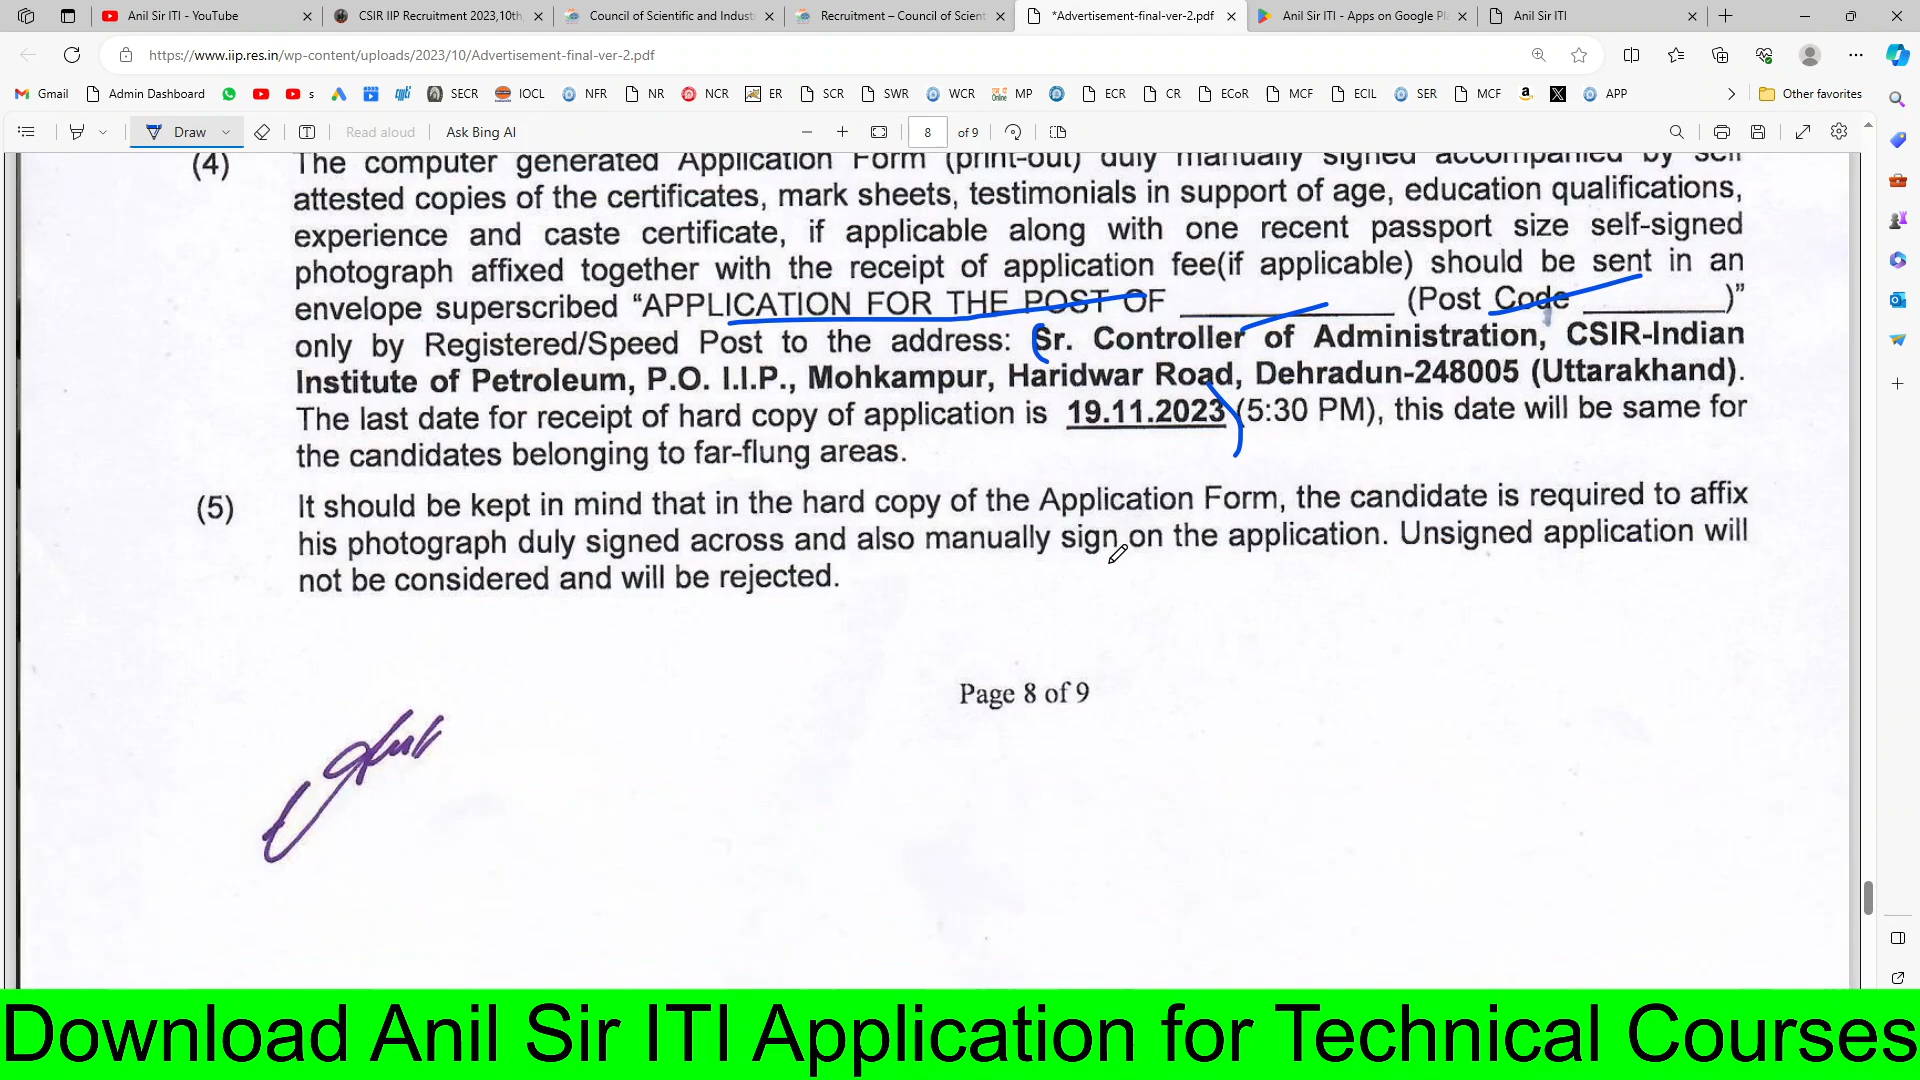 Anil Sir ITI - YouTube
CSIR IIP Recruitment 2023,10th,
Council of Scientific and Indust
Recruitment – Council of Scient
*Advertisement-final-ver-2.pdf
Anil Sir ITI - Apps on Google Pl
Anil Sir ITI
https://www.iip.res.in/wp-content/uploads/2023/10/Advertisement-final-ver-2.pdf
Gmail Admin Dashboard s SECR IOCL NFR NR NCR ER SCR SWR WCR MP ECR CR ECoR MCF ECIL SER MCF APP Other favorites
Draw Read aloud Ask Bing AI 8 of 9
(4) The computer generated Application Form (print-out) duly manually signed accompanied by self
attested copies of the certificates, mark sheets, testimonials in support of age, education qualifications,
experience and caste certificate, if applicable along with one recent passport size self-signed
photograph affixed together with the receipt of application fee(if applicable) should be sent in an
envelope superscribed “APPLICATION FOR THE POST OF ____________ (Post Code ________)”
only by Registered/Speed Post to the address: Sr. Controller of Administration, CSIR-Indian
Institute of Petroleum, P.O. I.I.P., Mohkampur, Haridwar Road, Dehradun-248005 (Uttarakhand).
The last date for receipt of hard copy of application is 19.11.2023 (5:30 PM), this date will be same for
the candidates belonging to far-flung areas.
(5) It should be kept in mind that in the hard copy of the Application Form, the candidate is required to affix
his photograph duly signed across and also manually sign on the application. Unsigned application will
not be considered and will be rejected.
Page 8 of 9
Download Anil Sir ITI Application for Technical Courses